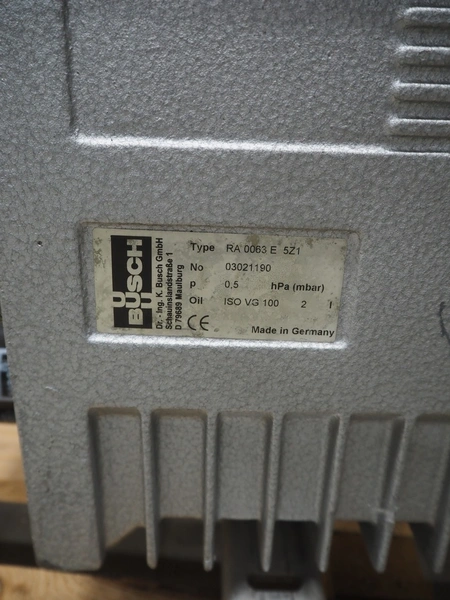 BUSCH
Dr. - Ing. K. Busch GmbH
Schauinslandstraße 1
D 79689 Maulburg
Type RA 0063 E 5Z1
No 03021190
p 0,5 hPa (mbar)
Oil ISO VG 100 2 l
CE Made in Germany